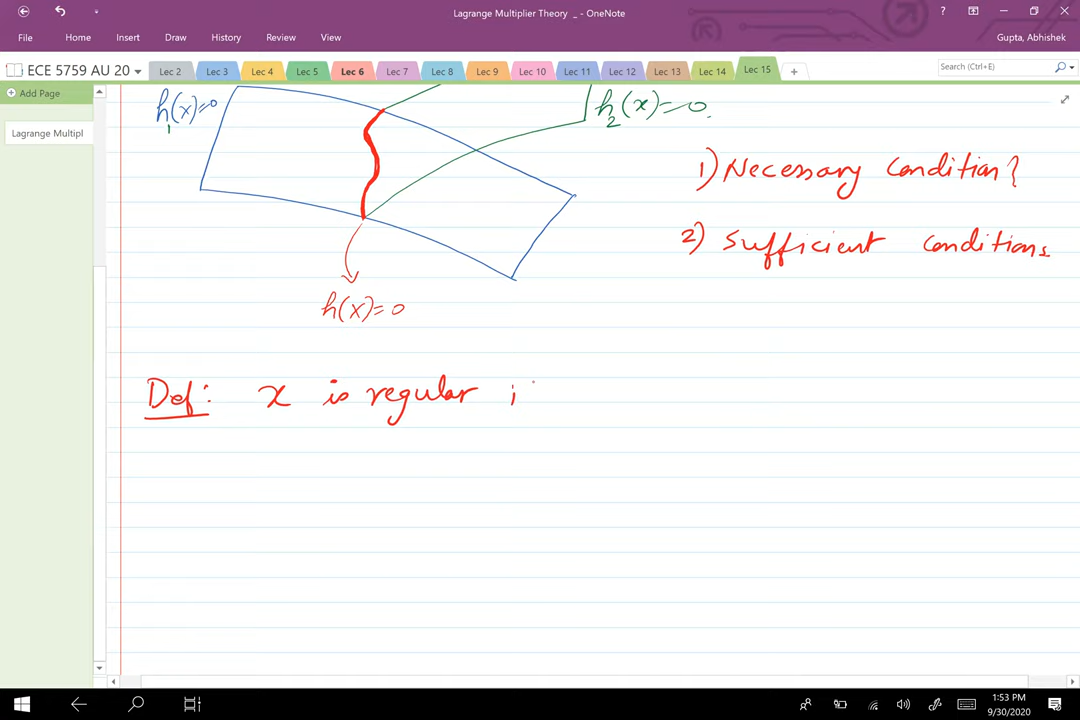 Lagrange Multiplier Theory _ - OneNote
?
File Home Insert Draw History Review View
Gupta, Abhishek
ECE 5759 AU 20
Lec 2 Lec 3 Lec 4 Lec 5 Lec 6 Lec 7 Lec 8 Lec 9 Lec 10 Lec 11 Lec 12 Lec 13 Lec 14 Lec 15 +
Search (Ctrl+E)
Add Page
Lagrange Multipl
h₁(x)=0
h₂(x)=0.
1) Necessary condition?
2) Sufficient conditions
h(x)=0
Def: x is regular i
1:53 PM
9/30/2020